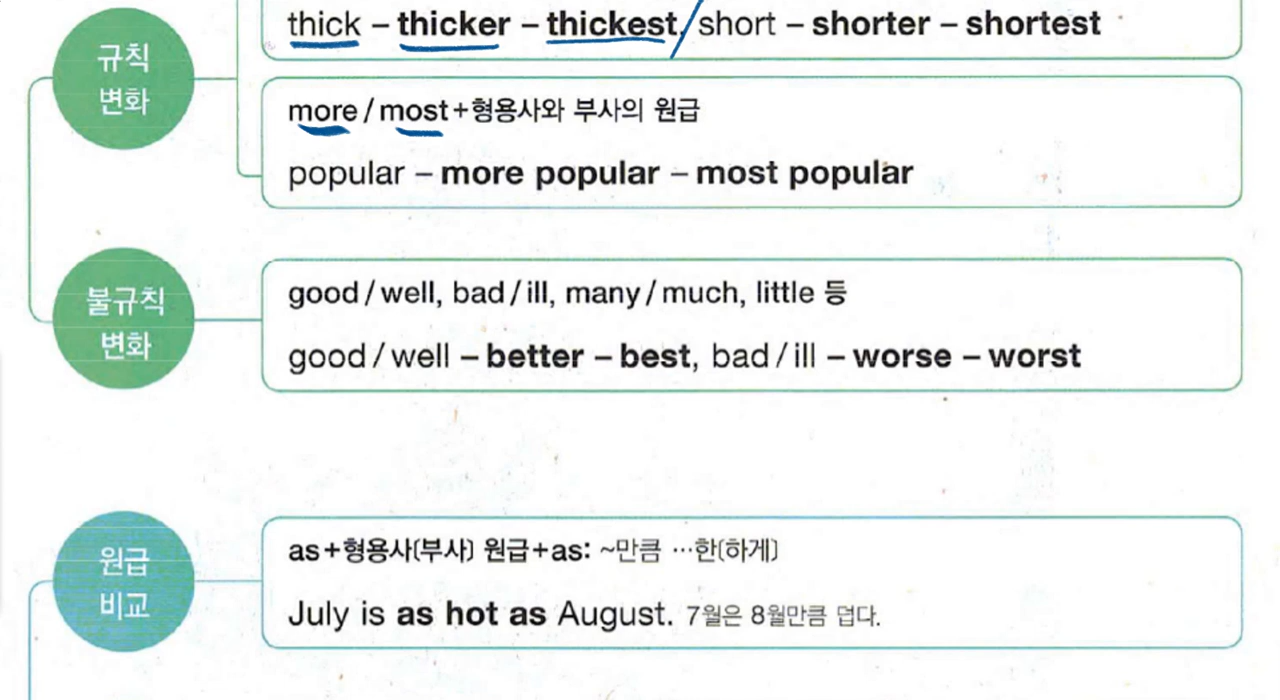 규칙
변화
thick – thicker – thickest, short – shorter – shortest
more / most+형용사와 부사의 원급
popular – more popular – most popular
불규칙
변화
good / well, bad / ill, many / much, little 등
good / well – better – best, bad / ill – worse – worst
원급
비교
as+형용사(부사) 원급+as: ~만큼 …한(하게)
July is as hot as August. 7월은 8월만큼 덥다.